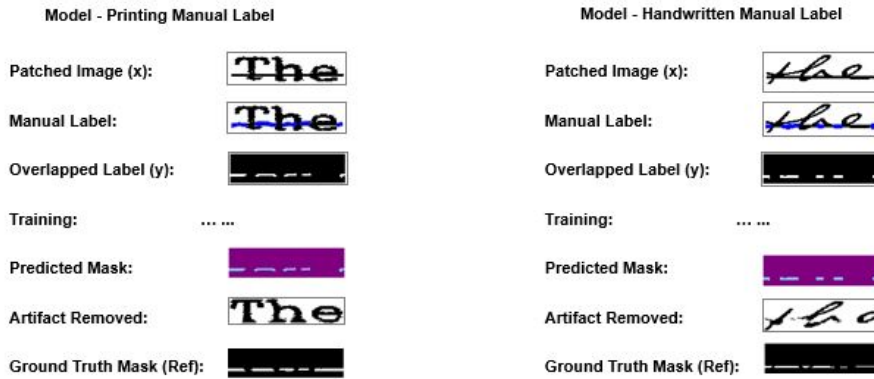 Model - Printing Manual Label
Patched Image (x):
The
Manual Label:
The
Overlapped Label (y):
Training:
... ...
Predicted Mask:
Artifact Removed:
The
Ground Truth Mask (Ref):
Model - Handwritten Manual Label
Patched Image (x):
the
Manual Label:
the
Overlapped Label (y):
Training:
... ...
Predicted Mask:
Artifact Removed:
Ground Truth Mask (Ref):